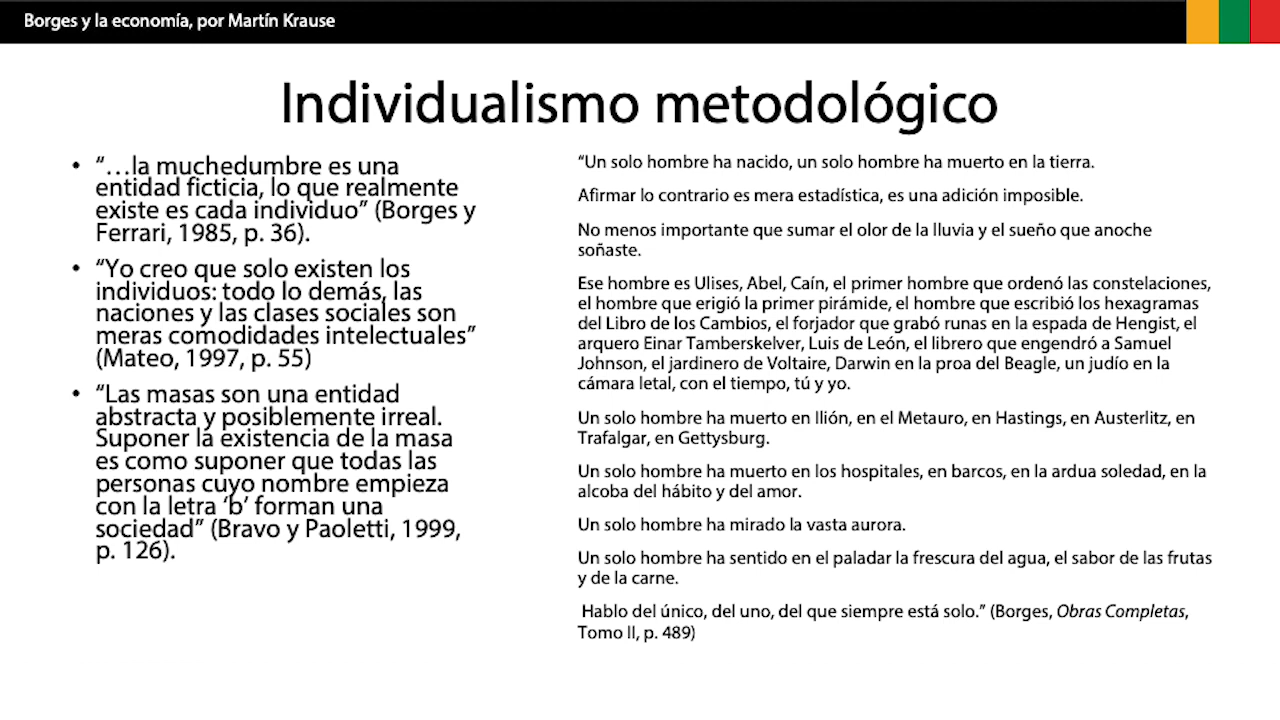 Borges y la economía, por Martín Krause
Individualismo metodológico
• “…la muchedumbre es una
entidad ficticia, lo que realmente
existe es cada individuo” (Borges y
Ferrari, 1985, p. 36).
• “Yo creo que solo existen los
individuos: todo lo demás, las
naciones y las clases sociales son
meras comodidades intelectuales”
(Mateo, 1997, p. 55)
• “Las masas son una entidad
abstracta y posiblemente irreal.
Suponer la existencia de la masa
es como suponer que todas las
personas cuyo nombre empieza
con la letra ‘b’ forman una
sociedad” (Bravo y Paoletti, 1999,
p. 126).
“Un solo hombre ha nacido, un solo hombre ha muerto en la tierra.
Afirmar lo contrario es mera estadística, es una adición imposible.
No menos importante que sumar el olor de la lluvia y el sueño que anoche
soñaste.
Ese hombre es Ulises, Abel, Caín, el primer hombre que ordenó las constelaciones,
el hombre que erigió la primer pirámide, el hombre que escribió los hexagramas
del Libro de los Cambios, el forjador que grabó runas en la espada de Hengist, el
arquero Einar Tamberskelver, Luis de León, el librero que engendró a Samuel
Johnson, el jardinero de Voltaire, Darwin en la proa del Beagle, un judío en la
cámara letal, con el tiempo, tú y yo.
Un solo hombre ha muerto en Ilión, en el Metauro, en Hastings, en Austerlitz, en
Trafalgar, en Gettysburg.
Un solo hombre ha muerto en los hospitales, en barcos, en la ardua soledad, en la
alcoba del hábito y del amor.
Un solo hombre ha mirado la vasta aurora.
Un solo hombre ha sentido en el paladar la frescura del agua, el sabor de las frutas
y de la carne.
Hablo del único, del uno, del que siempre está solo.” (Borges, Obras Completas,
Tomo II, p. 489)